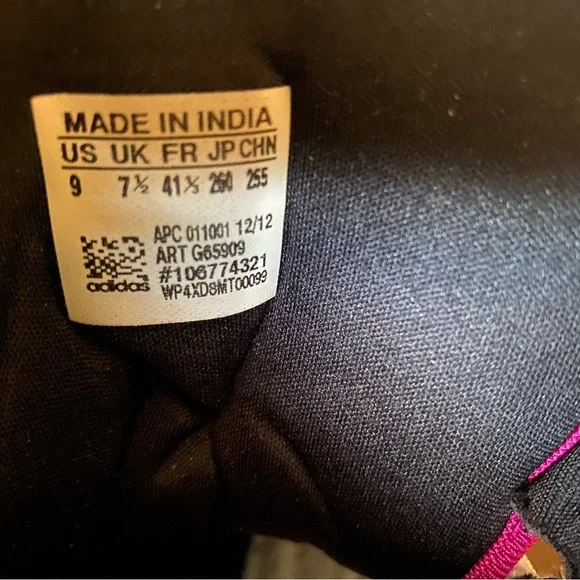 MADE IN INDIA
US UK FR JP CHN
9 7½ 41⅓ 260 255
APC 011001 12/12
ART G65909
#106774321
adidas WP4XD8MT00099